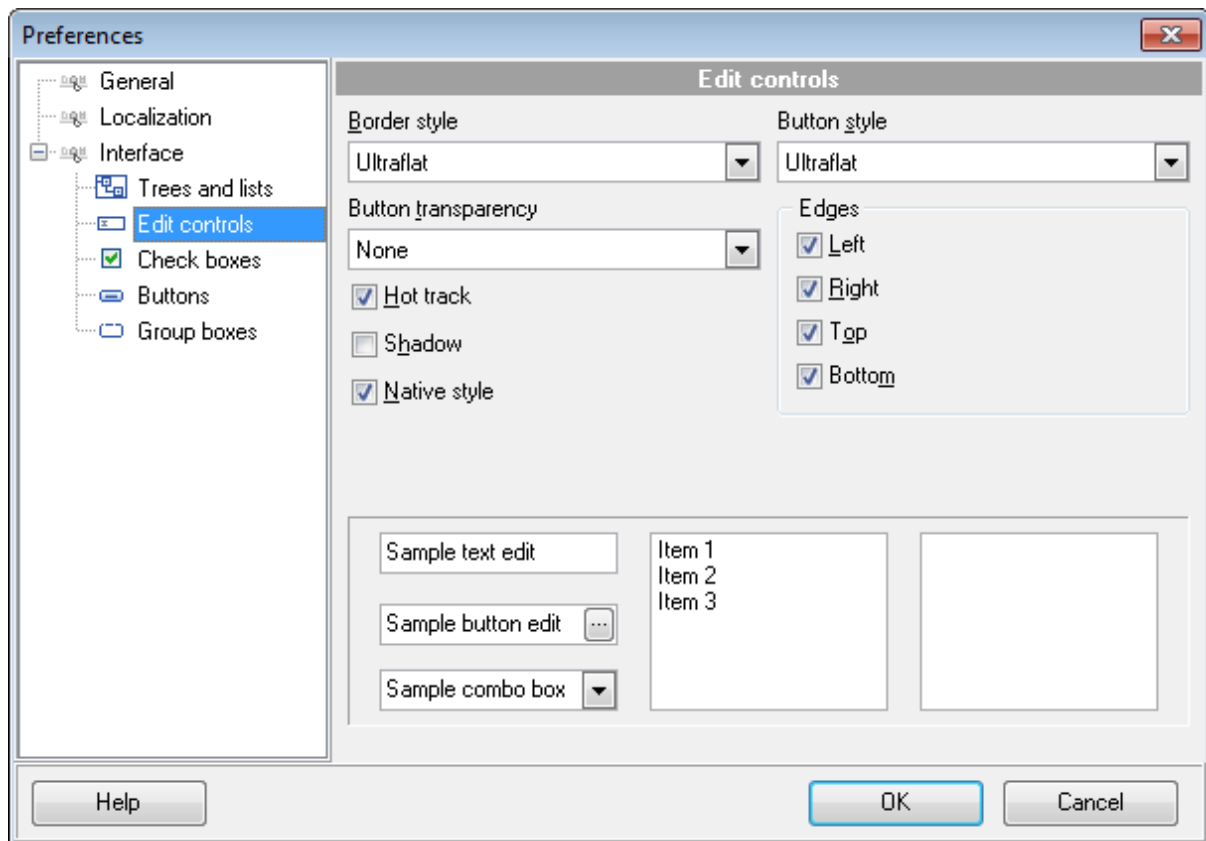 Preferences
General
Localization
Interface
Trees and lists
Edit controls
Check boxes
Buttons
Group boxes
Edit controls
Border style
Ultraflat
Button style
Ultraflat
Button transparency
None
Hot track
Shadow
Native style
Edges
Left
Right
Top
Bottom
Sample text edit
Sample button edit ...
Sample combo box
Item 1
Item 2
Item 3
Help
OK
Cancel